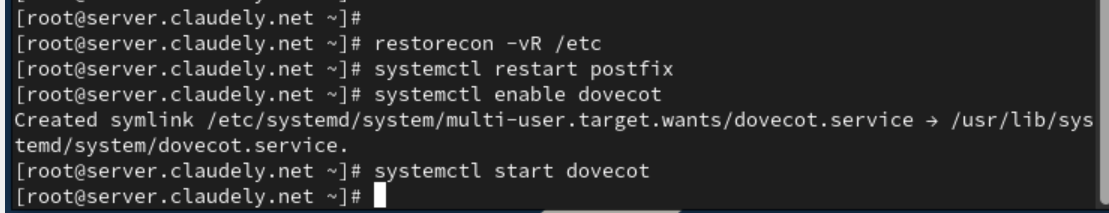 [root@server.claudely.net ~]#
[root@server.claudely.net ~]# restorecon -vR /etc
[root@server.claudely.net ~]# systemctl restart postfix
[root@server.claudely.net ~]# systemctl enable dovecot
Created symlink /etc/systemd/system/multi-user.target.wants/dovecot.service → /usr/lib/sys
temd/system/dovecot.service.
[root@server.claudely.net ~]# systemctl start dovecot
[root@server.claudely.net ~]#